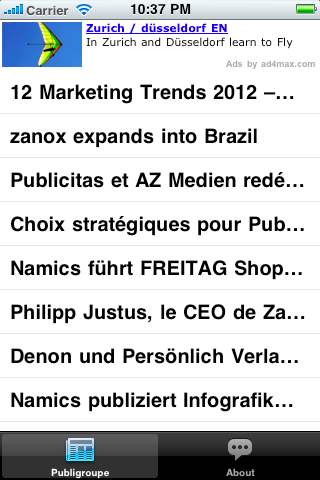 Carrier 10:37 PM
Zurich / düsseldorf EN
In Zurich and Düsseldorf learn to Fly
Ads by ad4max.com
12 Marketing Trends 2012 –...
zanox expands into Brazil
Publicitas et AZ Medien redé...
Choix stratégiques pour Pub...
Namics führt FREITAG Shop...
Philipp Justus, le CEO de Za...
Denon und Persönlich Verla...
Namics publiziert Infografik...
Publigroupe About